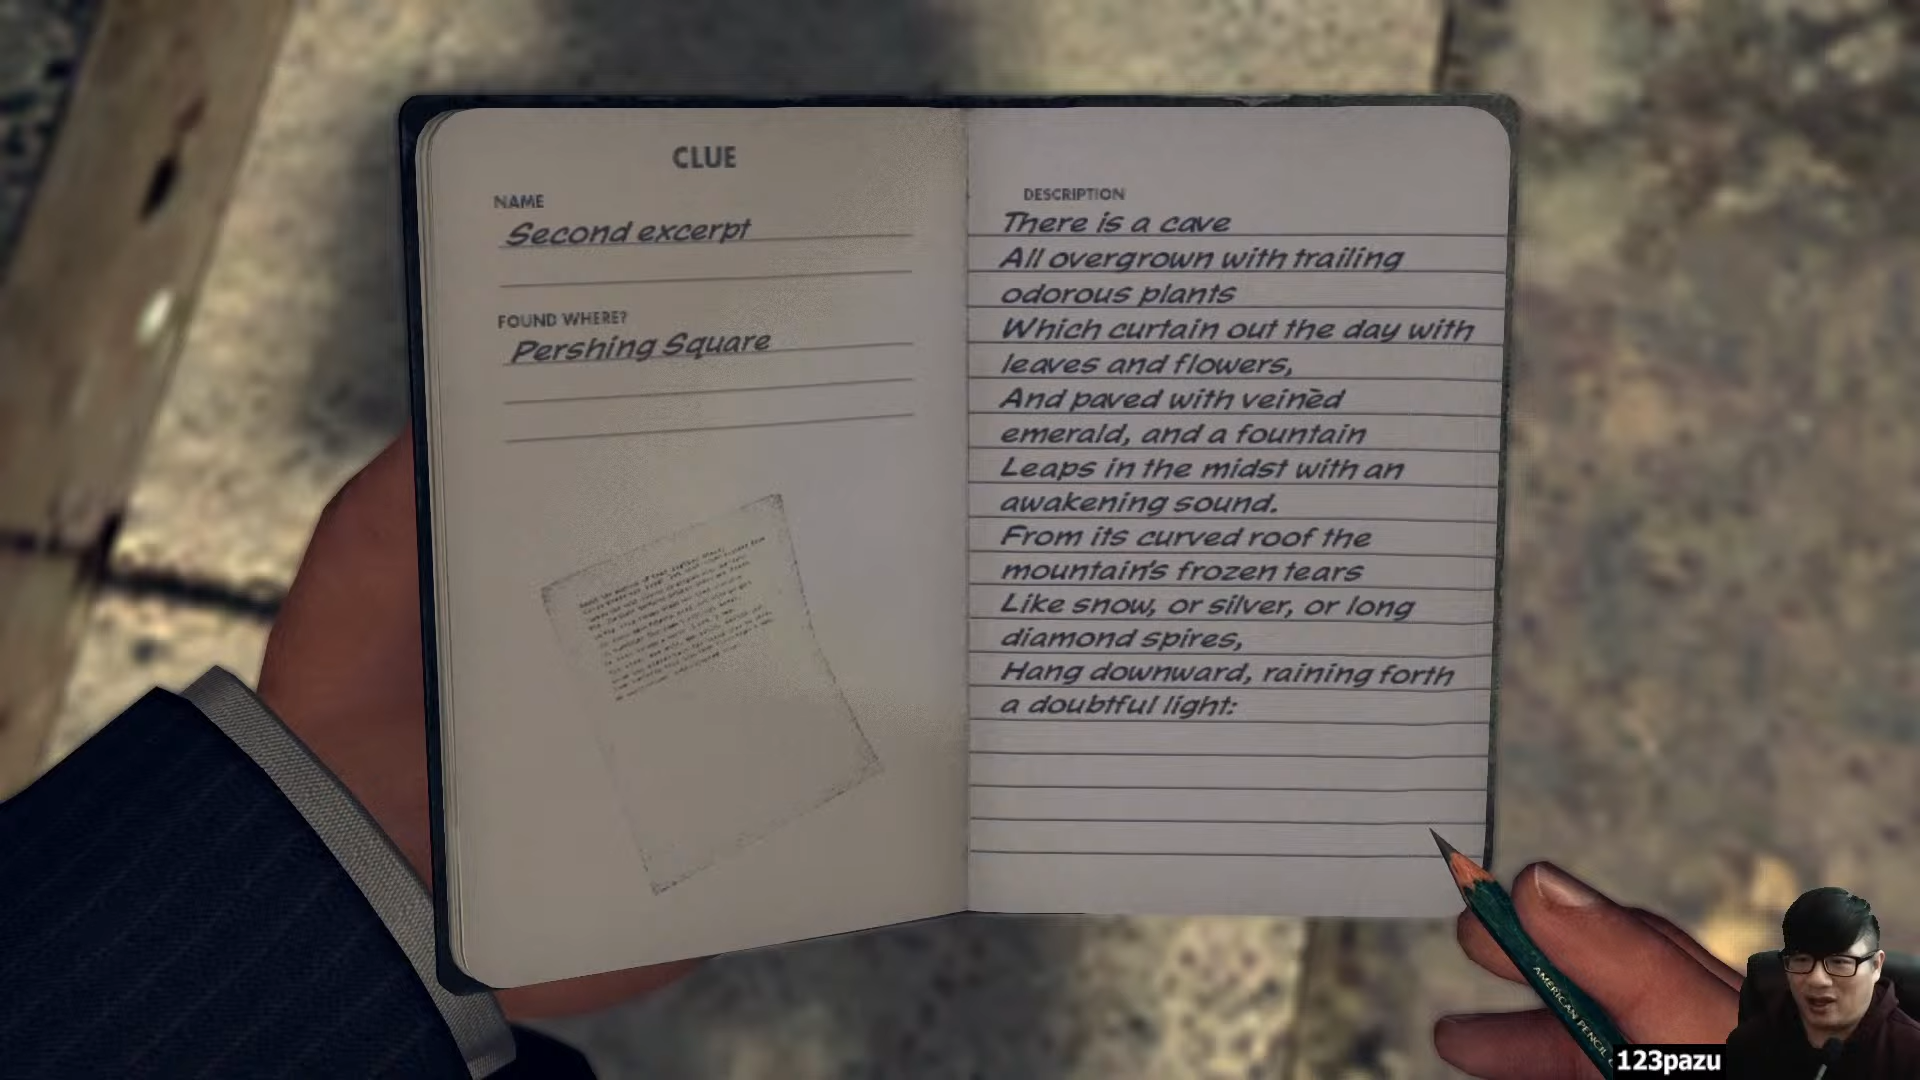 CLUE
NAME
Second excerpt
FOUND WHERE?
Pershing Square
DESCRIPTION
There is a cave
All overgrown with trailing
odorous plants
Which curtain out the day with
leaves and flowers,
And paved with veinèd
emerald, and a fountain
Leaps in the midst with an
awakening sound.
From its curved roof the
mountain's frozen tears
Like snow, or silver, or long
diamond spires,
Hang downward, raining forth
a doubtful light:
AMERICAN PENCIL
123pazu